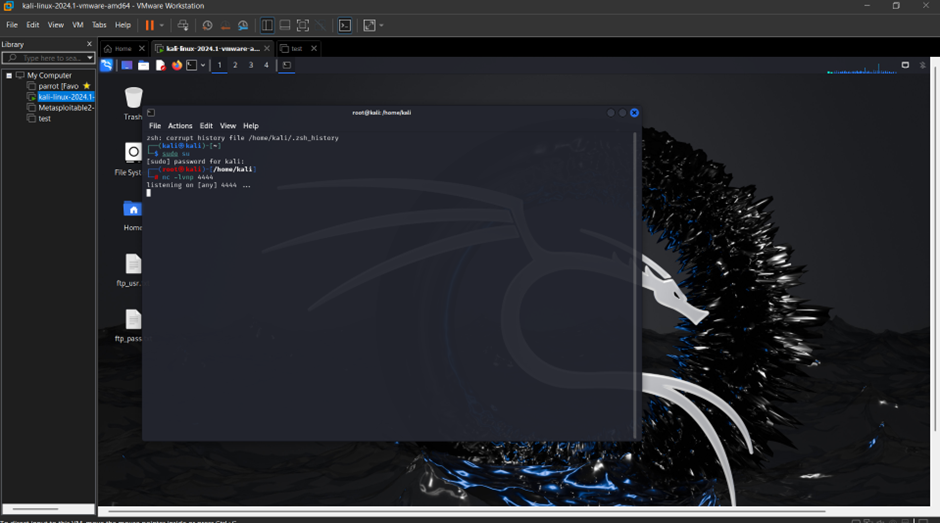 kali-linux-2024.1-vmware-amd64 - VMware Workstation
File Edit View VM Tabs Help
Library
Type here to sea...
My Computer
parrot [Favo
kali-linux-2024.1-
Metasploitable2-
test
Home
kali-linux-2024.1-vmware-a...
test
1 2 3 4
Trash
File Sys
Home
ftp_usr.
ftp_pass
root@kali: /home/kali
File Actions Edit View Help
zsh: corrupt history file /home/kali/.zsh_history
(kali㉿kali)-[~]
$ sudo su
[sudo] password for kali:
(root㉿kali)-[/home/kali]
# nc -lvnp 4444
listening on [any] 4444 ...